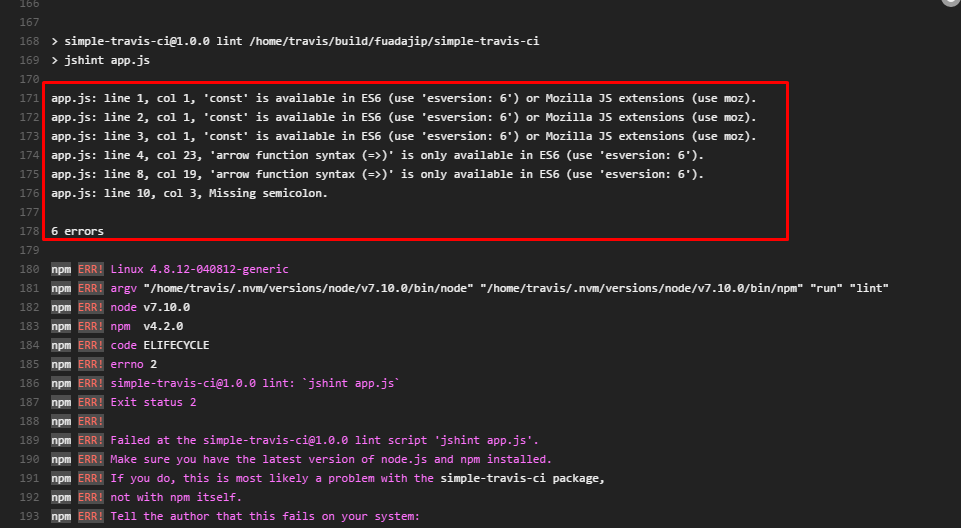 166
167
168 > simple-travis-ci@1.0.0 lint /home/travis/build/fuadajip/simple-travis-ci
169 > jshint app.js
170
171 app.js: line 1, col 1, 'const' is available in ES6 (use 'esversion: 6') or Mozilla JS extensions (use moz).
172 app.js: line 2, col 1, 'const' is available in ES6 (use 'esversion: 6') or Mozilla JS extensions (use moz).
173 app.js: line 3, col 1, 'const' is available in ES6 (use 'esversion: 6') or Mozilla JS extensions (use moz).
174 app.js: line 4, col 23, 'arrow function syntax (=>)' is only available in ES6 (use 'esversion: 6').
175 app.js: line 8, col 19, 'arrow function syntax (=>)' is only available in ES6 (use 'esversion: 6').
176 app.js: line 10, col 3, Missing semicolon.
177
178 6 errors
179
180 npm ERR! Linux 4.8.12-040812-generic
181 npm ERR! argv "/home/travis/.nvm/versions/node/v7.10.0/bin/node" "/home/travis/.nvm/versions/node/v7.10.0/bin/npm" "run" "lint"
182 npm ERR! node v7.10.0
183 npm ERR! npm  v4.2.0
184 npm ERR! code ELIFECYCLE
185 npm ERR! errno 2
186 npm ERR! simple-travis-ci@1.0.0 lint: `jshint app.js`
187 npm ERR! Exit status 2
188 npm ERR!
189 npm ERR! Failed at the simple-travis-ci@1.0.0 lint script 'jshint app.js'.
190 npm ERR! Make sure you have the latest version of node.js and npm installed.
191 npm ERR! If you do, this is most likely a problem with the simple-travis-ci package,
192 npm ERR! not with npm itself.
193 npm ERR! Tell the author that this fails on your system: